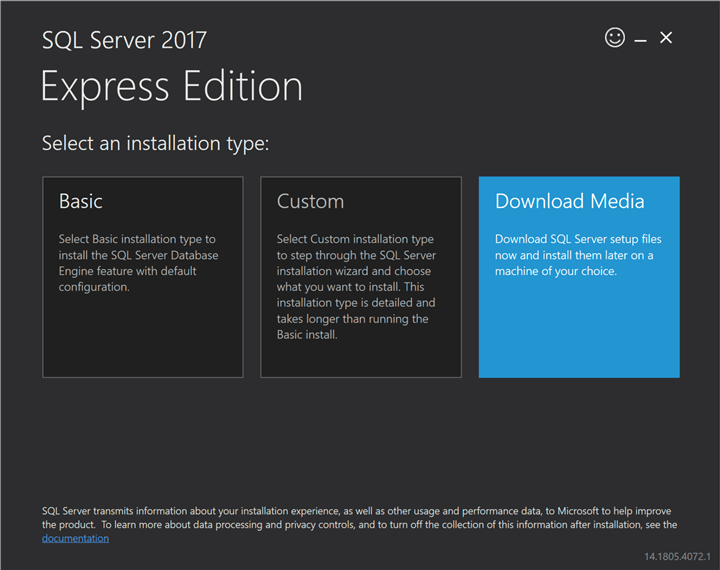 SQL Server 2017
Express Edition
Select an installation type:
Basic
Select Basic installation type to
install the SQL Server Database
Engine feature with default
configuration.
Custom
Select Custom installation type
to step through the SQL Server
installation wizard and choose
what you want to install. This
installation type is detailed and
takes longer than running the
Basic install.
Download Media
Download SQL Server setup files
now and install them later on a
machine of your choice.
SQL Server transmits information about your installation experience, as well as other usage and performance data, to Microsoft to help improve
the product.  To learn more about data processing and privacy controls, and to turn off the collection of this information after installation, see the
documentation
14.1805.4072.1